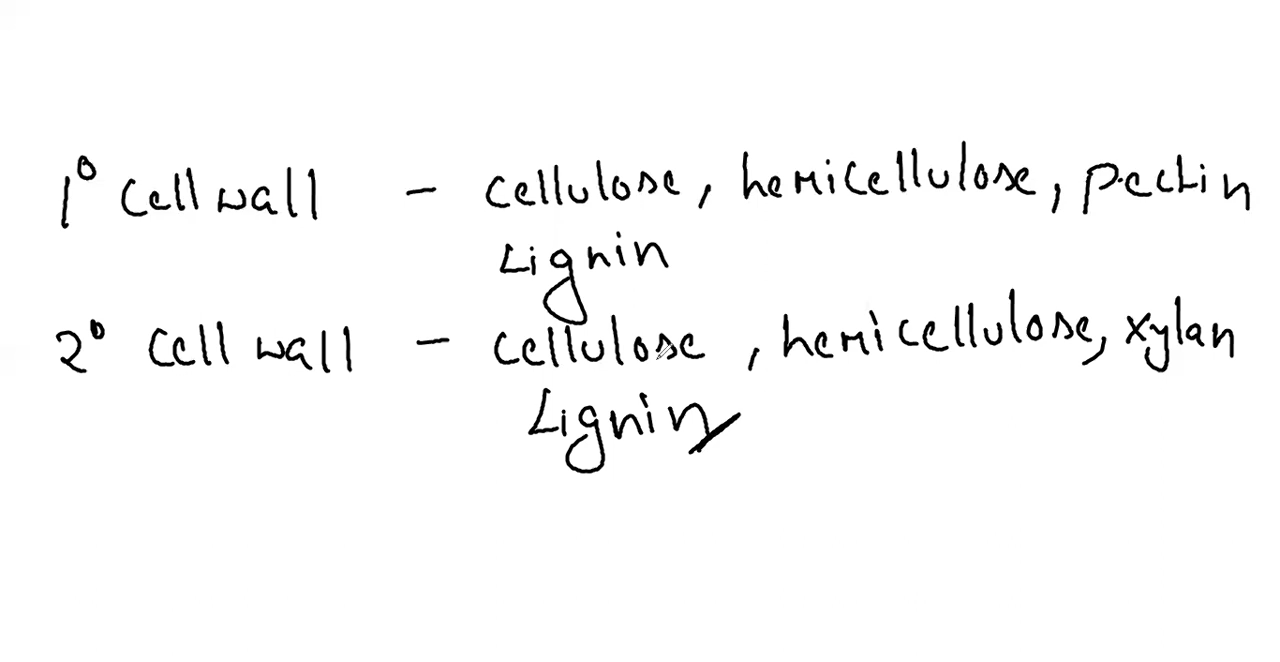 1° Cell wall - cellulose, hemicellulose, pectin
Lignin
2° Cell wall - cellulose, hemicellulose, xylan
Lignin